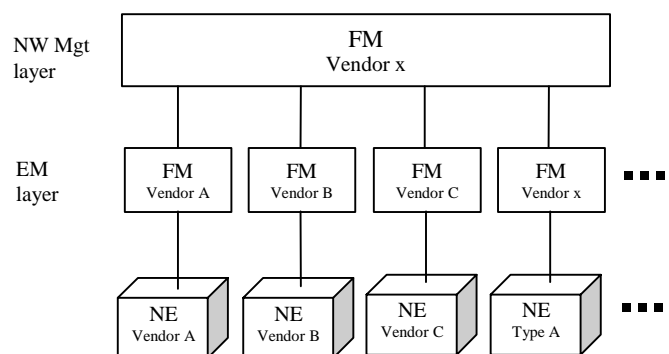 NW Mgt
layer
FM
Vendor x
EM
layer
FM
Vendor A
FM
Vendor B
FM
Vendor C
FM
Vendor x
NE
Vendor A
NE
Vendor B
NE
Vendor C
NE
Type A